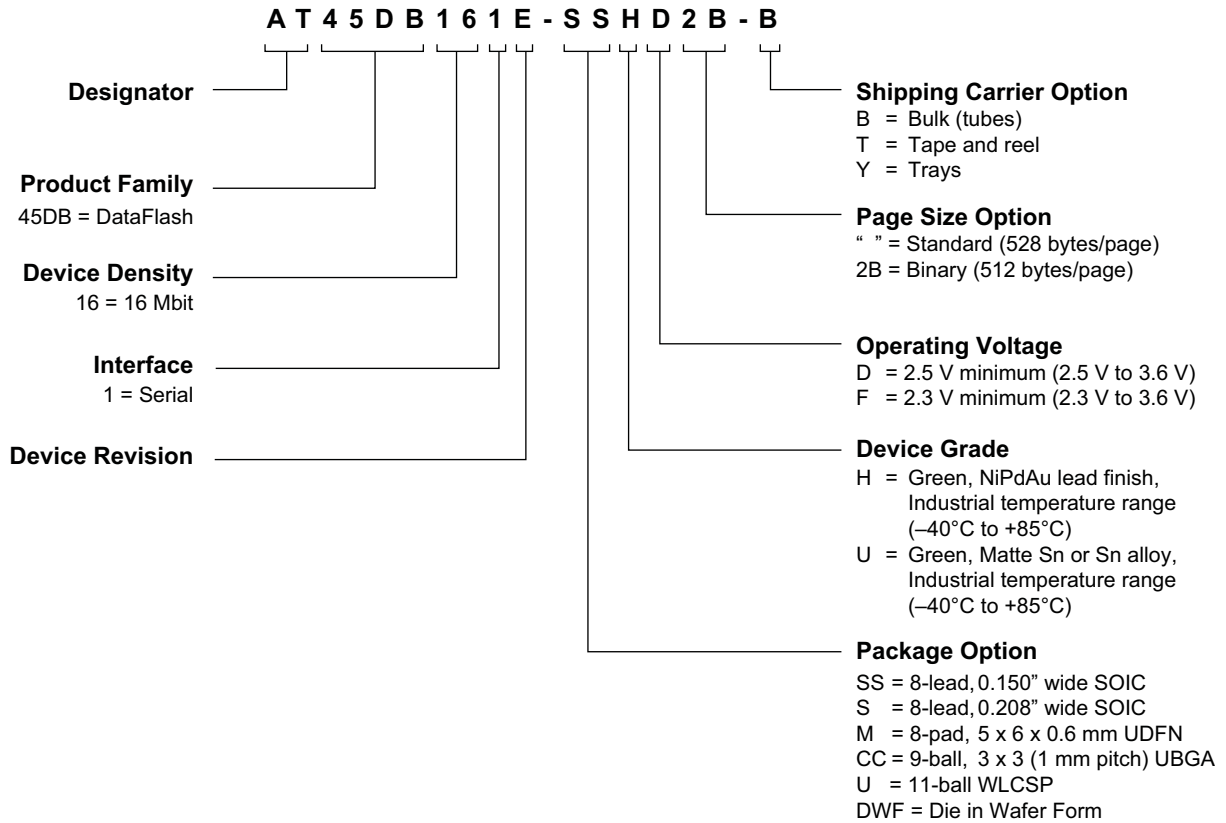 A T 4 5 D B 1 6 1 E - S S H D 2 B - B
Designator
Product Family
45DB = DataFlash
Device Density
16 = 16 Mbit
Interface
1 = Serial
Device Revision
Shipping Carrier Option
B = Bulk (tubes)
T = Tape and reel
Y = Trays
Page Size Option
“ ” = Standard (528 bytes/page)
2B = Binary (512 bytes/page)
Operating Voltage
D = 2.5 V minimum (2.5 V to 3.6 V)
F = 2.3 V minimum (2.3 V to 3.6 V)
Device Grade
H = Green, NiPdAu lead finish,
Industrial temperature range
(–40°C to +85°C)
U = Green, Matte Sn or Sn alloy,
Industrial temperature range
(–40°C to +85°C)
Package Option
SS = 8-lead, 0.150” wide SOIC
S = 8-lead, 0.208” wide SOIC
M = 8-pad, 5 x 6 x 0.6 mm UDFN
CC = 9-ball, 3 x 3 (1 mm pitch) UBGA
U = 11-ball WLCSP
DWF = Die in Wafer Form